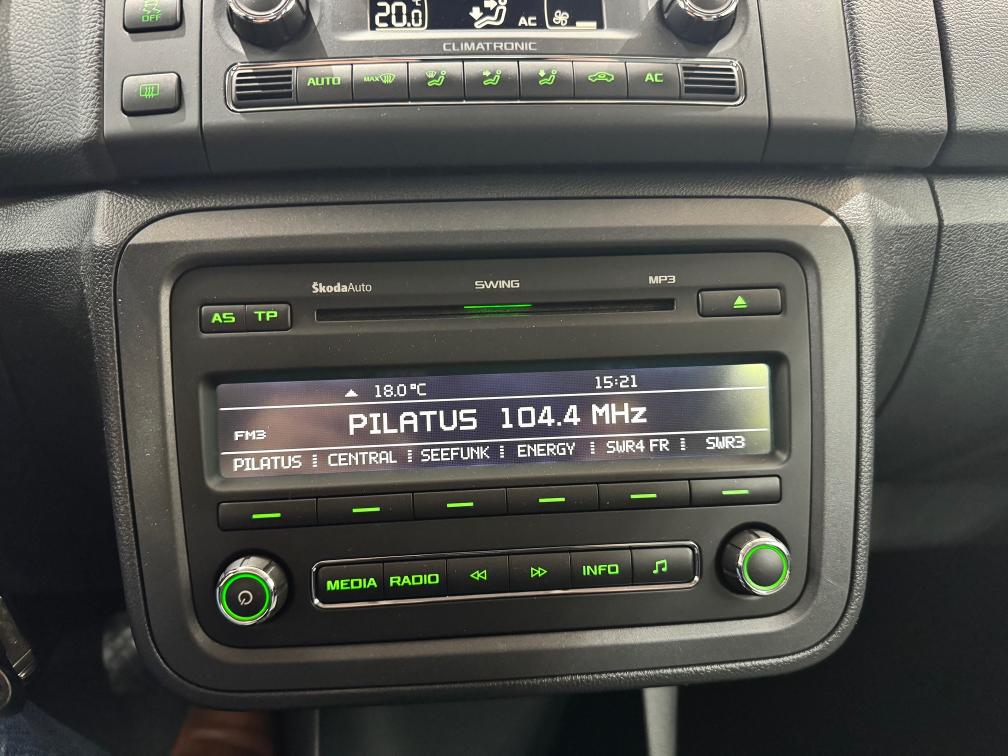 OFF
20.0 AC
CLIMATRONIC
AUTO MAX AC
ŠkodaAuto SWING MP3
AS TP
18.0°C 15:21
FM3 PILATUS 104.4 MHz
PILATUS CENTRAL SEEFUNK ENERGY SWR4 FR SWR3
MEDIA RADIO INFO